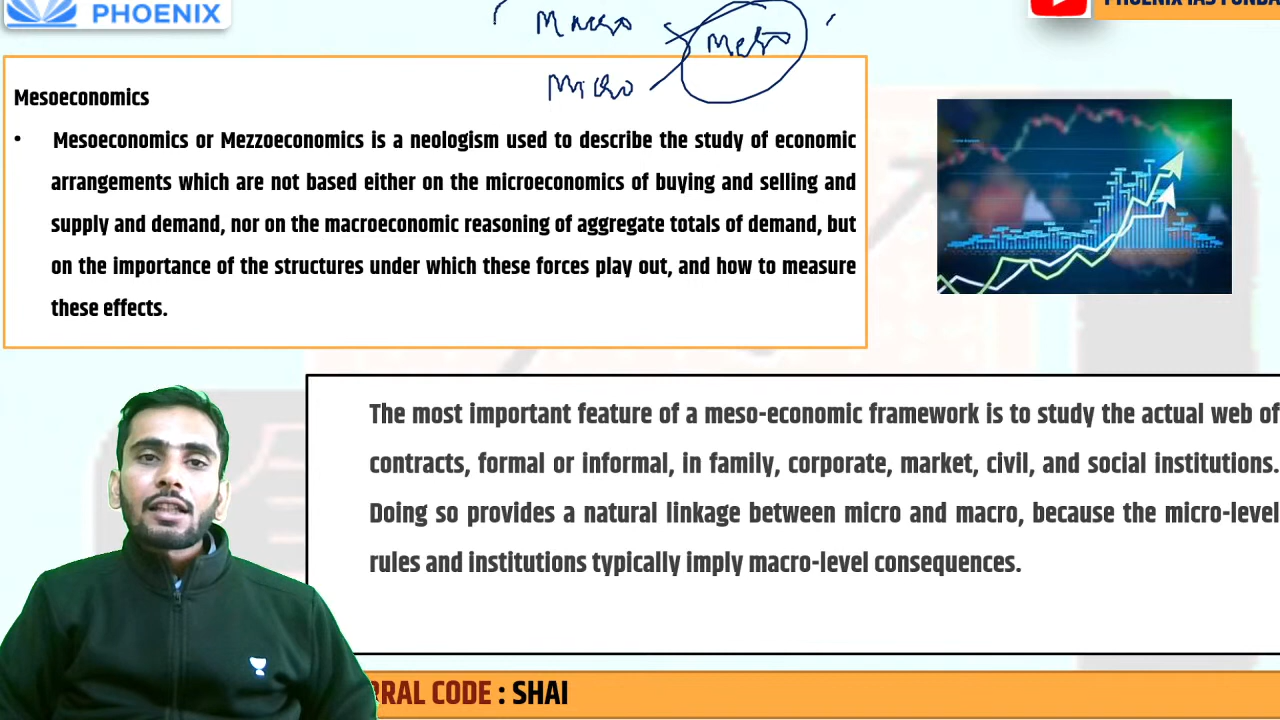 PHOENIX
PHOENIX IAS FUNDA
Macro
Meso
Micro
Mesoeconomics
• Mesoeconomics or Mezzoeconomics is a neologism used to describe the study of economic
arrangements which are not based either on the microeconomics of buying and selling and
supply and demand, nor on the macroeconomic reasoning of aggregate totals of demand, but
on the importance of the structures under which these forces play out, and how to measure
these effects.
The most important feature of a meso-economic framework is to study the actual web of
contracts, formal or informal, in family, corporate, market, civil, and social institutions.
Doing so provides a natural linkage between micro and macro, because the micro-level
rules and institutions typically imply macro-level consequences.
RRAL CODE : SHAI